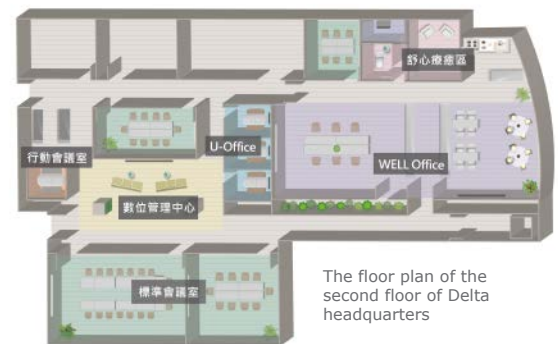 舒心療癒區
U-Office
行動會議室
WELL Office
數位管理中心
標準會議室
The floor plan of the
second floor of Delta
headquarters